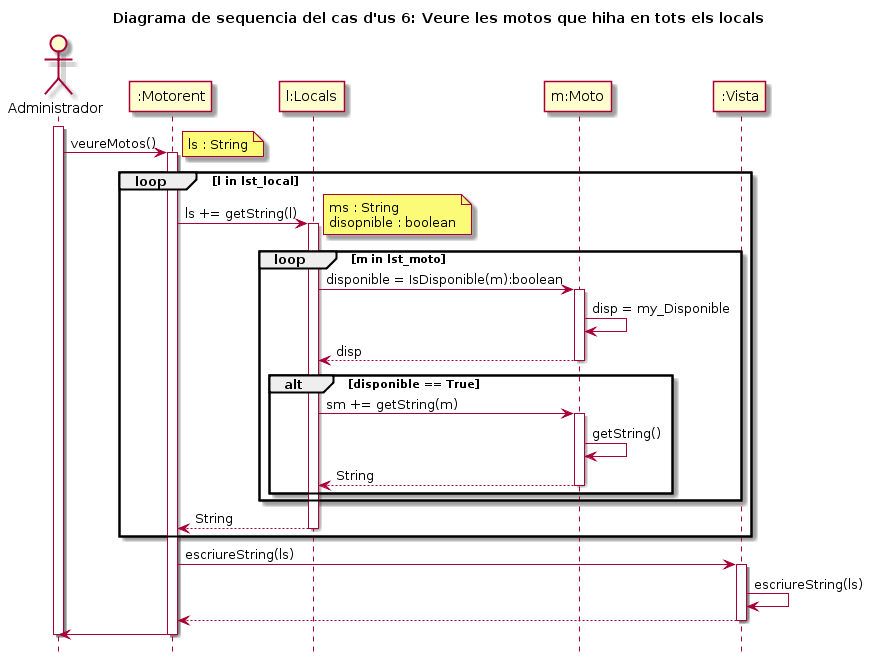 Diagrama de sequencia del cas d'us 6: Veure les motos que hiha en tots els locals
Administrador
:Motorent
l:Locals
m:Moto
:Vista
veureMotos()
ls : String
loop
[l in lst_local]
ls += getString(l)
ms : String
disopnible : boolean
loop
[m in lst_moto]
disponible = IsDisponible(m):boolean
disp = my_Disponible
disp
alt
[disponible == True]
sm += getString(m)
getString()
String
String
escriureString(ls)
escriureString(ls)